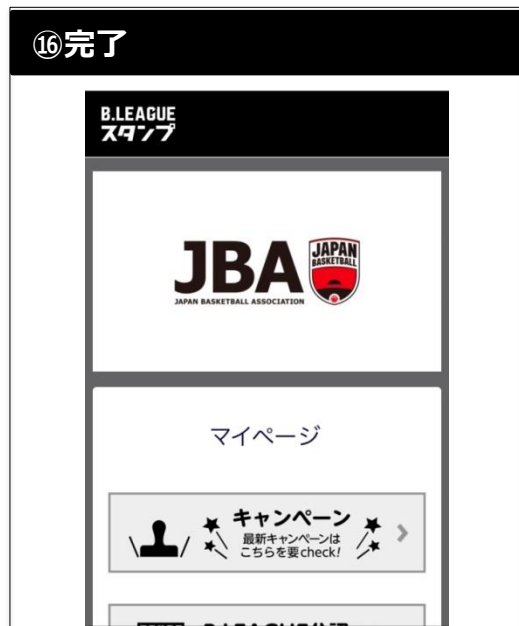 ⑯完了
B.LEAGUE
スタンプ
JBA
JAPAN BASKETBALL ASSOCIATION
JAPAN
BASKETBALL
マイページ
キャンペーン
最新キャンペーンは
こちらを要check!